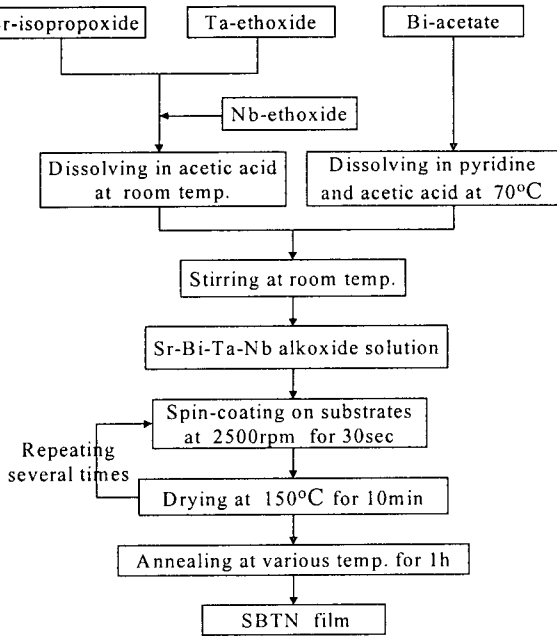 r-isopropoxide
Ta-ethoxide
Bi-acetate
Nb-ethoxide
Dissolving in acetic acid
at room temp.
Dissolving in pyridine
and acetic acid at 70°C
Stirring at room temp.
Sr-Bi-Ta-Nb alkoxide solution
Spin-coating on substrates
at 2500rpm for 30sec
Repeating
several times
Drying at 150°C for 10min
Annealing at various temp. for 1h
SBTN film